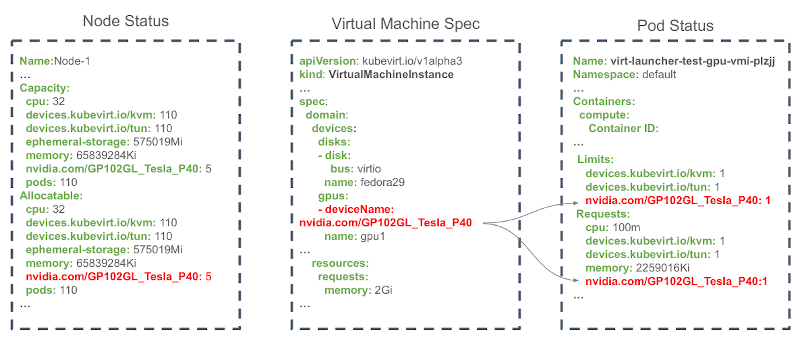 Node Status
Name:Node-1
...
Capacity:
cpu: 32
devices.kubevirt.io/kvm: 110
devices.kubevirt.io/tun: 110
ephemeral-storage: 575019Mi
memory: 65839284Ki
nvidia.com/GP102GL_Tesla_P40: 5
pods: 110
Allocatable:
cpu: 32
devices.kubevirt.io/kvm: 110
devices.kubevirt.io/tun: 110
ephemeral-storage: 575019Mi
memory: 65839284Ki
nvidia.com/GP102GL_Tesla_P40: 5
pods: 110
...
Virtual Machine Spec
apiVersion: kubevirt.io/v1alpha3
kind: VirtualMachineInstance
...
spec:
domain:
devices:
disks:
- disk:
bus: virtio
name: fedora29
gpus:
- deviceName:
nvidia.com/GP102GL_Tesla_P40
name: gpu1
...
resources:
requests:
memory: 2Gi
Pod Status
Name: virt-launcher-test-gpu-vmi-plzjj
Namespace: default
...
Containers:
compute:
Container ID:
...
Limits:
devices.kubevirt.io/kvm: 1
devices.kubevirt.io/tun: 1
nvidia.com/GP102GL_Tesla_P40: 1
Requests:
cpu: 100m
devices.kubevirt.io/kvm: 1
devices.kubevirt.io/tun: 1
memory: 2259016Ki
nvidia.com/GP102GL_Tesla_P40:1
...